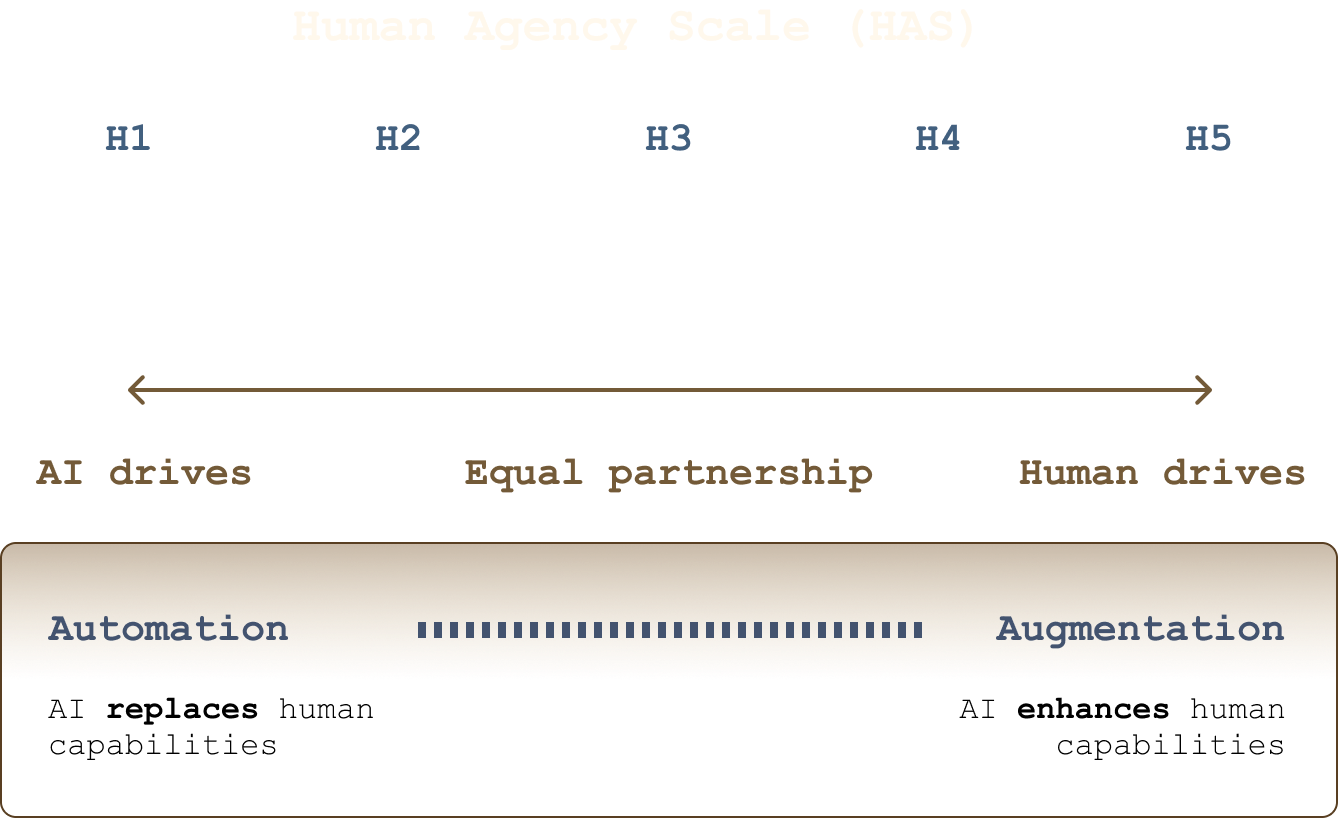 Human Agency Scale (HAS)
H1 H2 H3 H4 H5
AI drives Equal partnership Human drives
Automation Augmentation
AI replaces human AI enhances human
capabilities capabilities